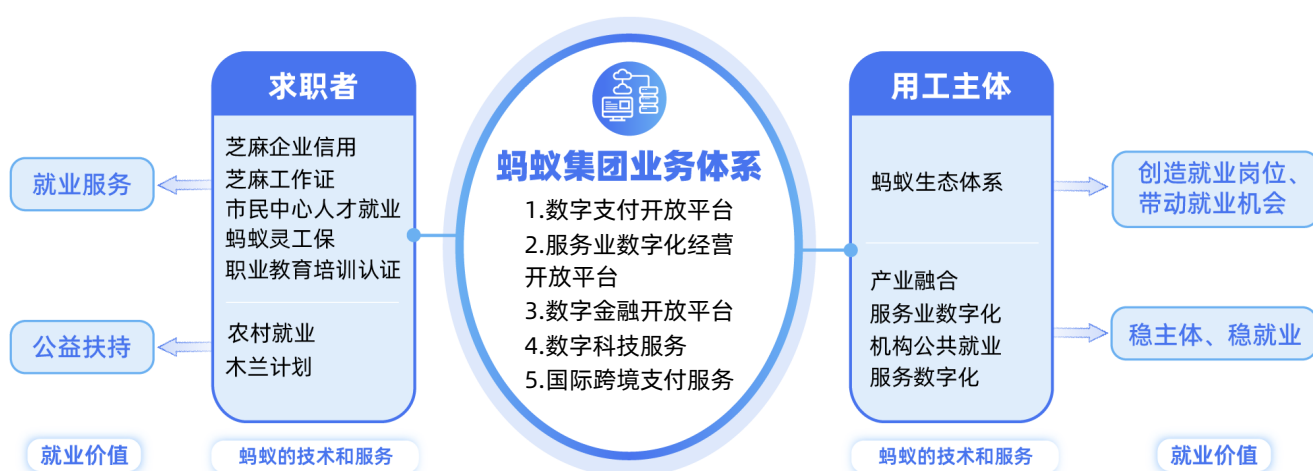 就业服务
公益扶持
就业价值
求职者
芝麻企业信用
芝麻工作证
市民中心人才就业
蚂蚁灵工保
职业教育培训认证
农村就业
木兰计划
蚂蚁的技术和服务
蚂蚁集团业务体系
1.数字支付开放平台
2.服务业数字化经营
开放平台
3.数字金融开放平台
4.数字科技服务
5.国际跨境支付服务
用工主体
蚂蚁生态体系
产业融合
服务业数字化
机构公共就业
服务数字化
蚂蚁的技术和服务
创造就业岗位、
带动就业机会
稳主体、稳就业
就业价值